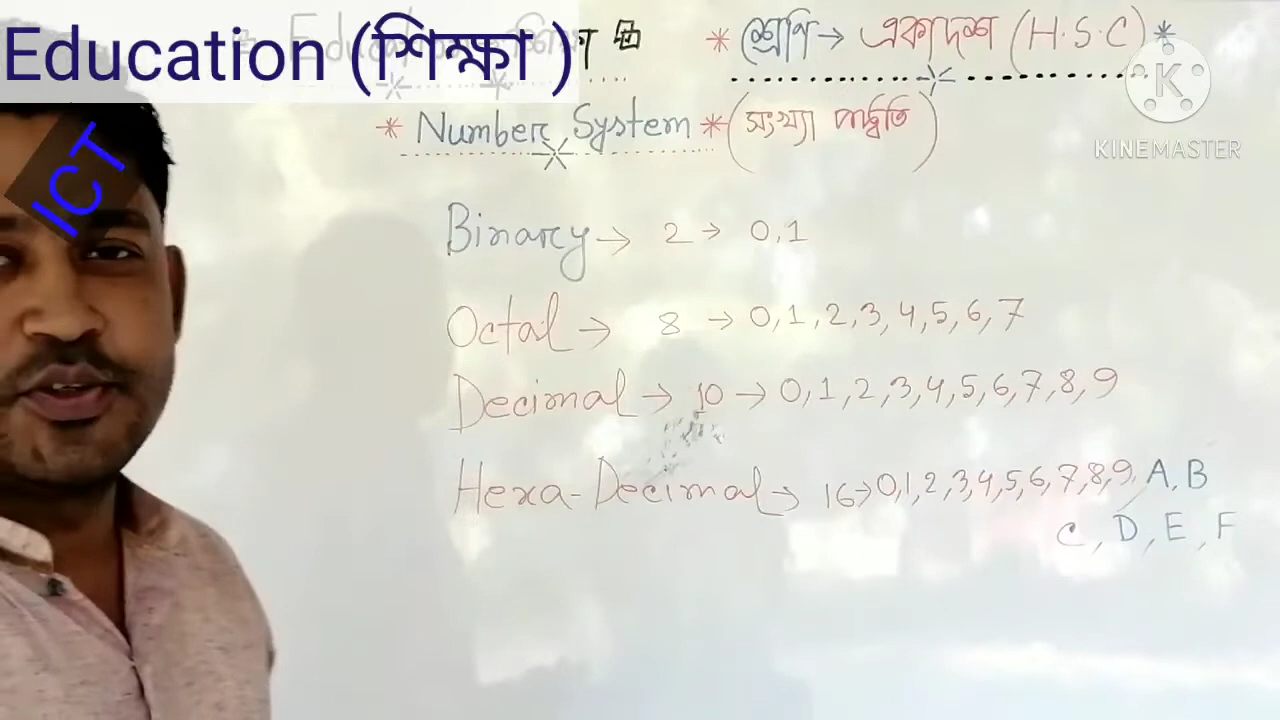 Education (শিক্ষা )
শ্রেণি → একাদশ (H.S.C)
ICT
* Number System * (সংখ্যা পদ্ধতি)
KINEMASTER
Binary → 2 → 0,1
Octal → 8 → 0,1,2,3,4,5,6,7
Decimal → 10 → 0,1,2,3,4,5,6,7,8,9
Hexa-Decimal → 16 → 0,1,2,3,4,5,6,7,8,9,A,B
C, D, E, F